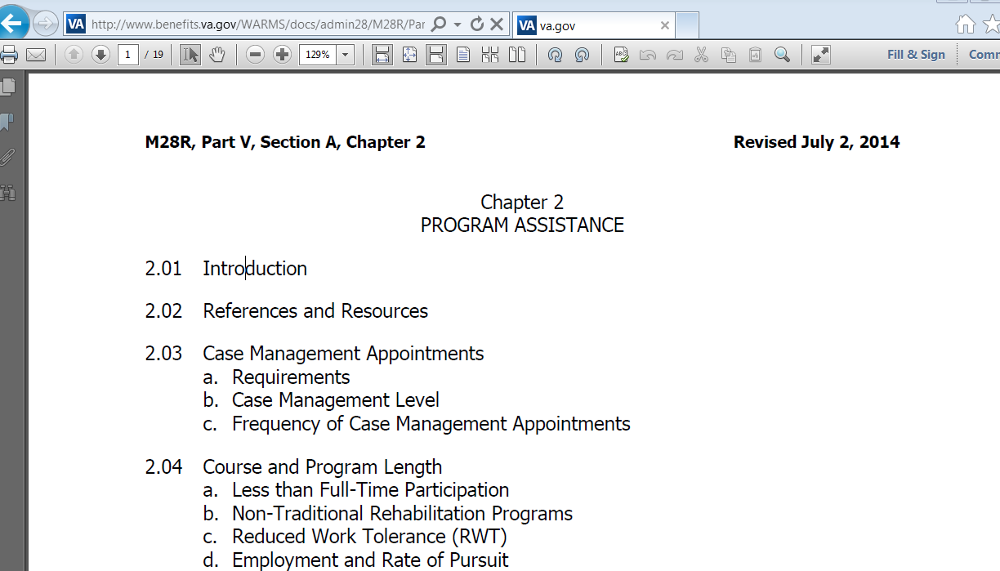 VA http://www.benefits.va.gov/WARMS/docs/admin28/M28R/Par VA va.gov
1 / 19 129% ABC Fill & Sign
M28R, Part V, Section A, Chapter 2 Revised July 2, 2014
Chapter 2
PROGRAM ASSISTANCE
2.01 Introduction
2.02 References and Resources
2.03 Case Management Appointments
a. Requirements
b. Case Management Level
c. Frequency of Case Management Appointments
2.04 Course and Program Length
a. Less than Full-Time Participation
b. Non-Traditional Rehabilitation Programs
c. Reduced Work Tolerance (RWT)
d. Employment and Rate of Pursuit